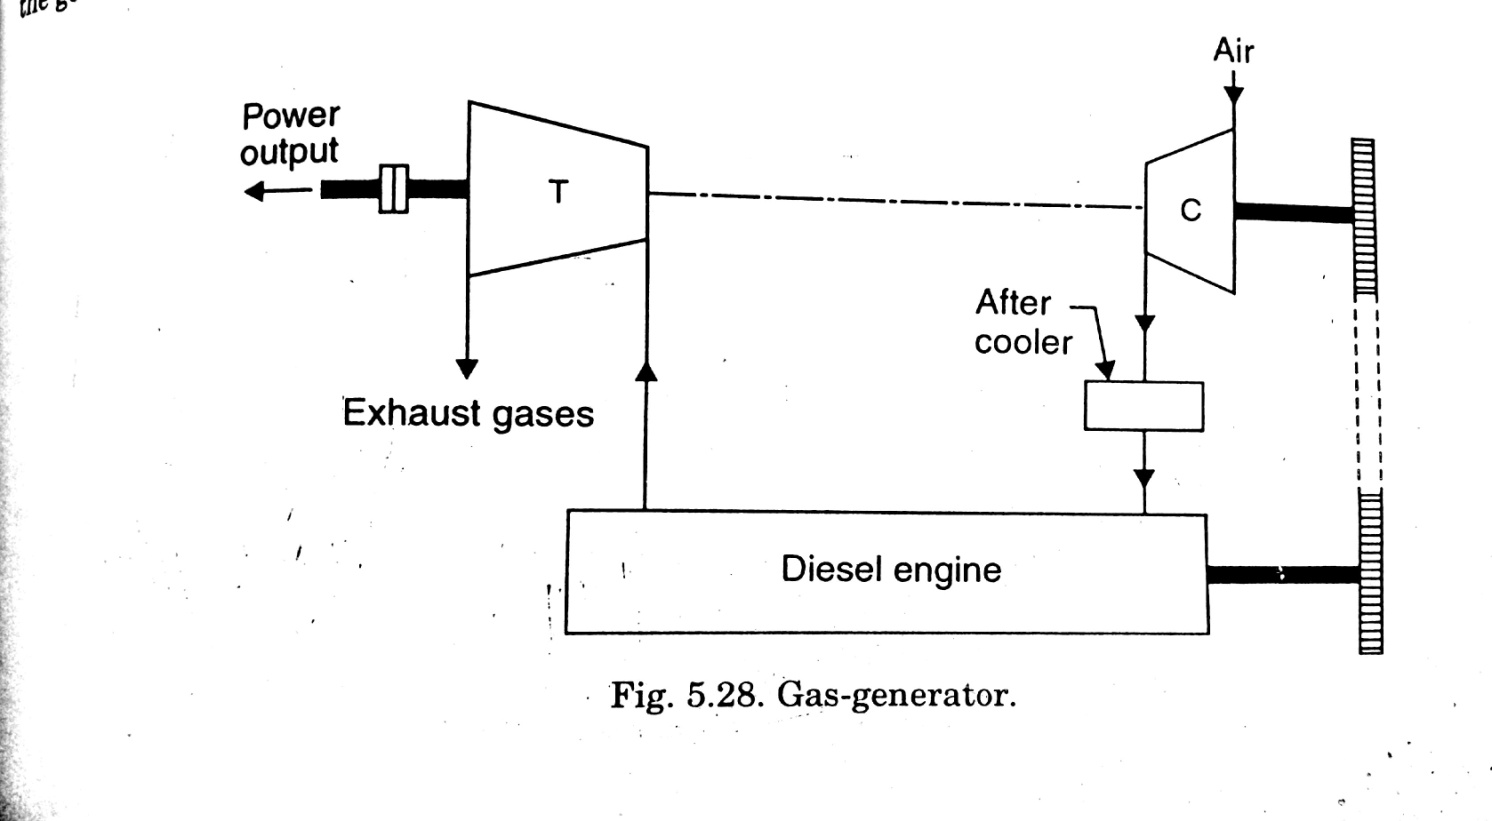 Air
Power
output
T
C
After
cooler
Exhaust gases
Diesel engine
Fig. 5.28. Gas-generator.